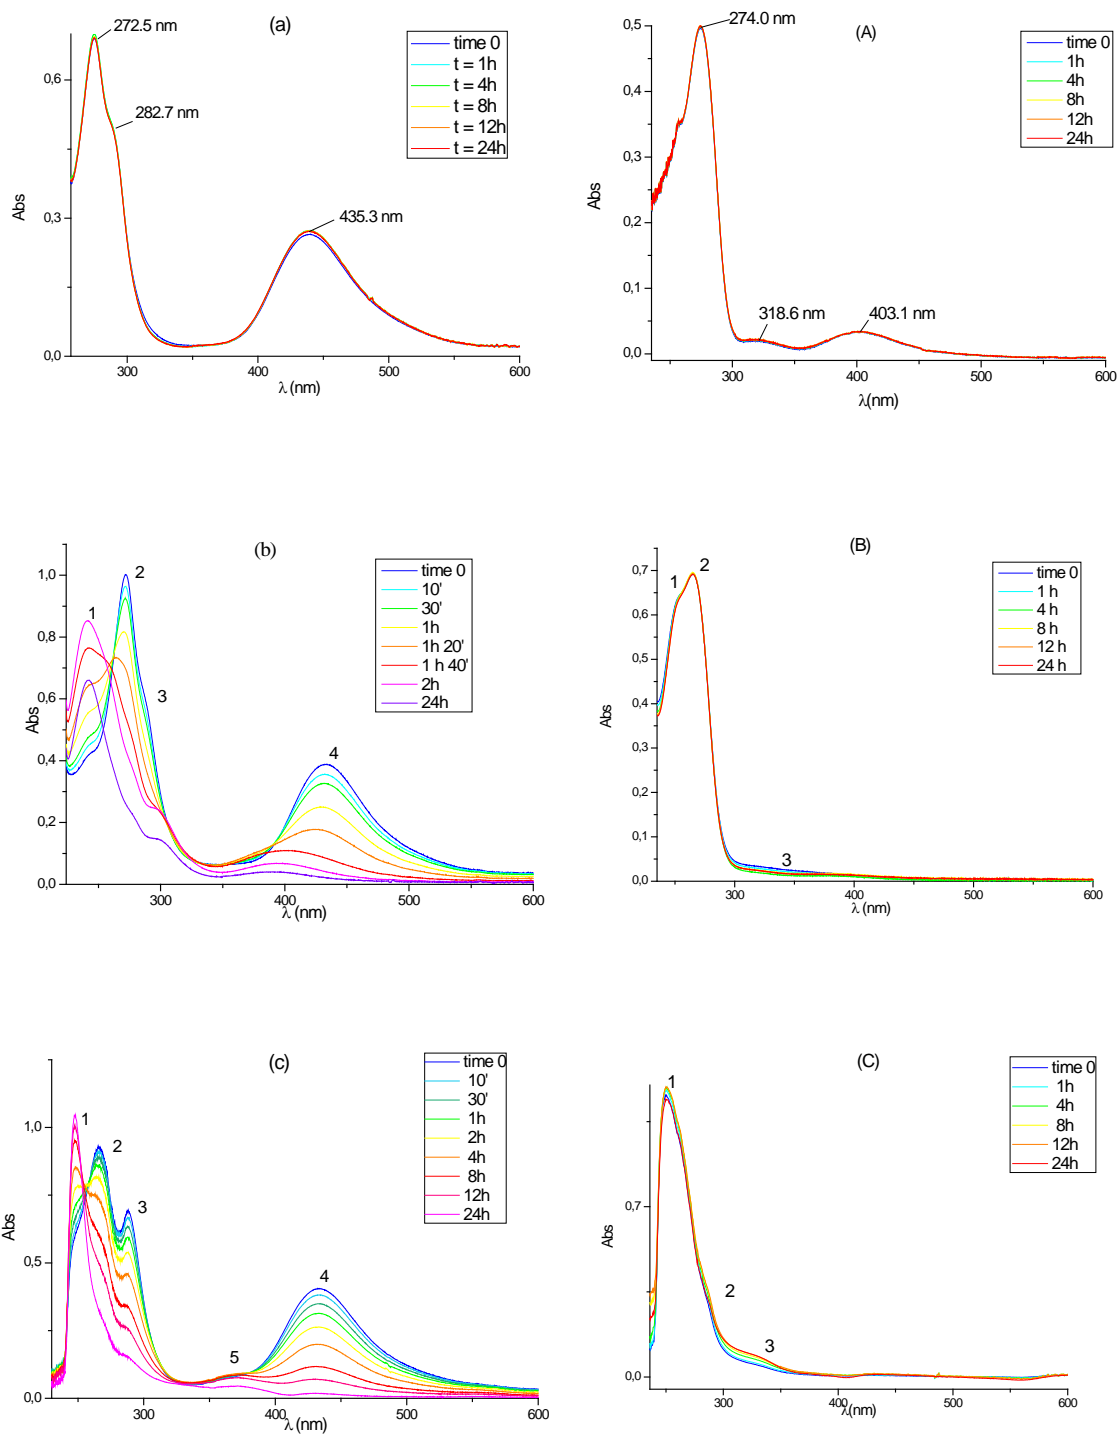 (a)
272.5 nm
282.7 nm
435.3 nm
time 0
t = 1h
t = 4h
t = 8h
t = 12h
t = 24h
0,6
0,3
0,0
Abs
300 400 500 600
λ (nm)
(A)
274.0 nm
318.6 nm
403.1 nm
time 0
1h
4h
8h
12h
24h
0,5
0,4
0,3
0,2
0,1
0,0
Abs
300 400 500 600
λ(nm)
(b)
1
2
3
4
time 0
10'
30'
1h
1h 20'
1 h 40'
2h
24h
1,0
0,8
0,6
0,4
0,2
0,0
Abs
300 400 500 600
λ (nm)
(B)
1
2
3
time 0
1 h
4 h
8 h
12 h
24 h
0,7
0,6
0,5
0,4
0,3
0,2
0,1
0,0
Abs
300 400 500 600
λ (nm)
(c)
1
2
3
4
5
time 0
10'
30'
1h
2h
4h
8h
12h
24h
1,0
0,5
0,0
Abs
300 400 500 600
λ(nm)
(C)
1
2
3
time 0
1h
4h
8h
12h
24h
0,7
0,0
Abs
300 400 500 600
λ(nm)